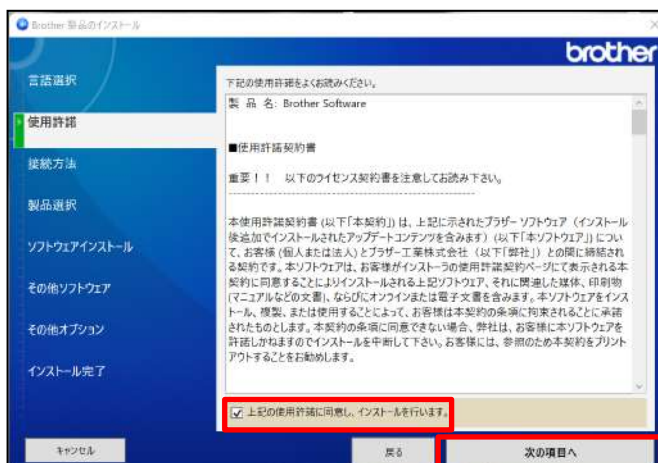 Brother 製品のインストール
brother
言語選択
使用許諾
接続方法
製品選択
ソフトウェアインストール
その他ソフトウェア
その他オプション
インストール完了
下記の使用許諾をよくお読みください。
製 品 名: Brother Software
■使用許諾契約書
重要！！ 以下のライセンス契約書を注意してお読み下さい。
本使用許諾契約書 (以下「本契約」) は、上記に示されたブラザー ソフトウェア（インストール
後追加でインストールされたアップデートコンテンツを含みます）(以下「本ソフトウエア」) につい
て、お客様 (個人または法人) とブラザー工業株式会社（以下「弊社」）との間に締結され
る契約です。本ソフトウェアは、お客様がインストーラの使用許諾契約ページにて表示される本
契約に同意することによりインストールされる上記ソフトウエア、それに関連した媒体、印刷物
(マニュアルなどの文書)、ならびにオンラインまたは電子文書を含みます。本ソフトウエアをインス
トール、複製、または使用することによって、お客様は本契約の条項に拘束されることに承諾
されたものとします。本契約の条項に同意できない場合、弊社は、お客様に本ソフトウエアを
許諾しかねますのでインストールを中断して下さい。お客様には、参照のため本契約をプリント
アウトすることをお勧めします。
上記の使用許諾に同意し、インストールを行います。
キャンセル
戻る
次の項目へ